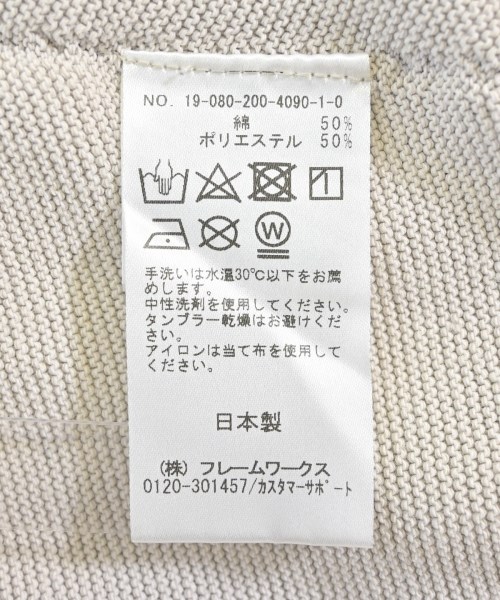 NO. 19-080-200-4090-1-0
綿 50%
ポリエステル 50%
W
手洗いは水温30℃以下をお薦
めします。
中性洗剤を使用してください。
タンブラー乾燥はお避けくだ
さい。
アイロンは当て布を使用して
ください。
日本製
(株) フレームワークス
0120-301457/カスタマーサポート